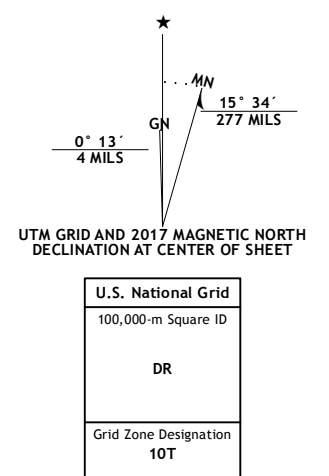 ★
MN
GN
15° 34´
277 MILS
0° 13´
4 MILS
UTM GRID AND 2017 MAGNETIC NORTH
DECLINATION AT CENTER OF SHEET
U.S. National Grid
100,000-m Square ID
DR
Grid Zone Designation
10T